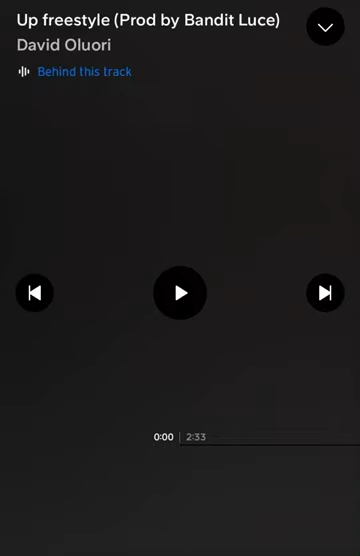 Up freestyle (Prod by Bandit Luce)
David Oluori
Behind this track
0:00 | 2:33